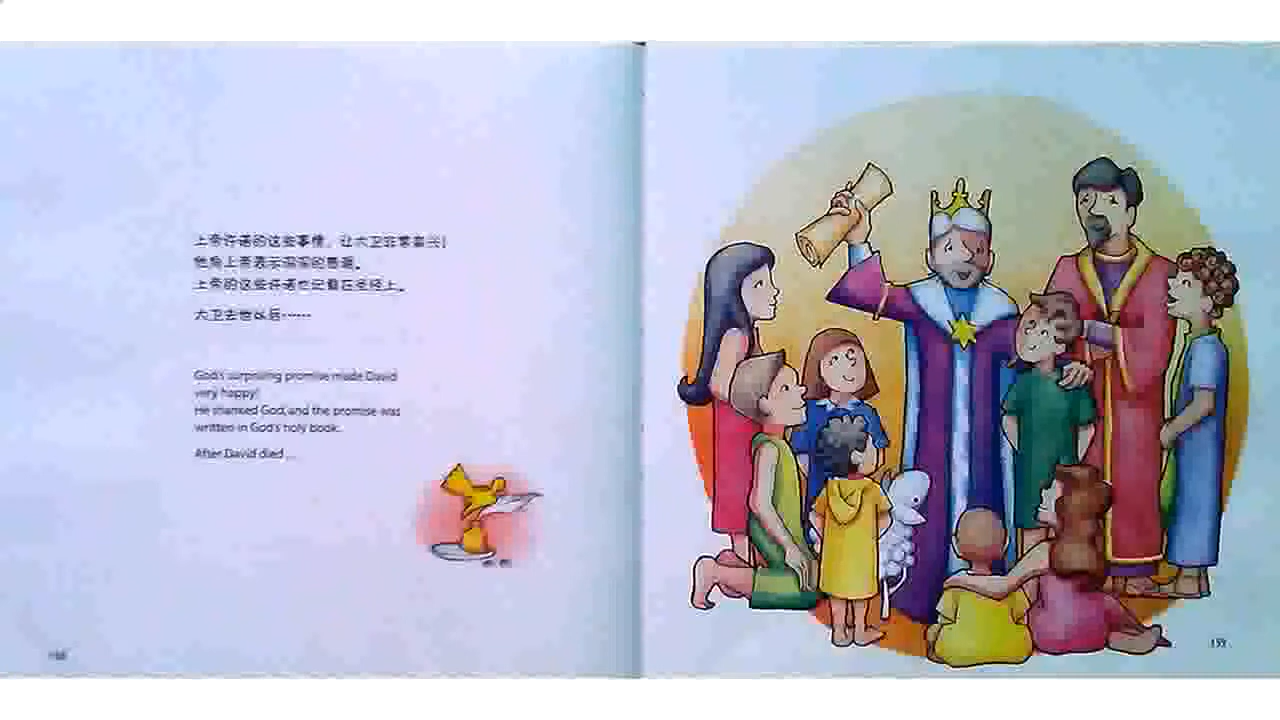 上帝许诺的这些事情，让大卫非常高兴！
他向上帝表示深深的感谢。
上帝的这些许诺也记载在圣经上。
大卫去世以后……
God's surprising promise made David
very happy!
He thanked God, and the promise was
written in God's holy book.
After David died ...
159